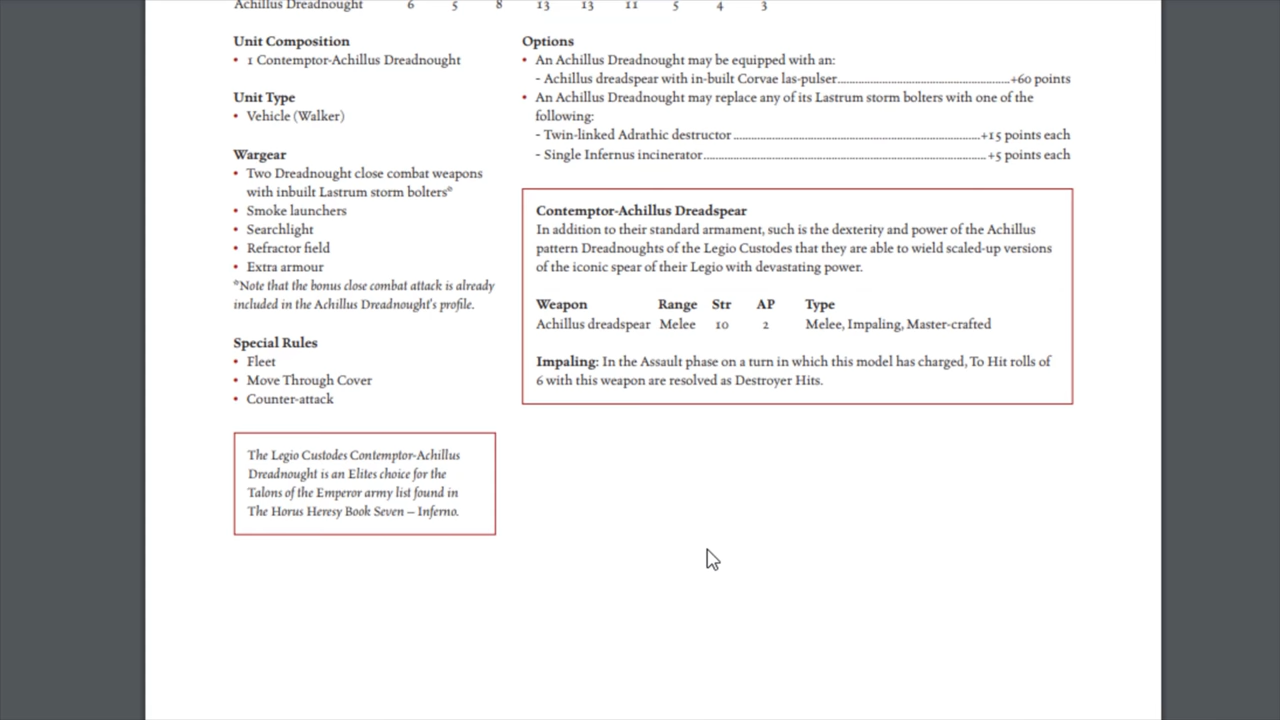 Achillus Dreadnought 6 5 8 13 13 11 5 4 3
Unit Composition
• 1 Contemptor-Achillus Dreadnought
Unit Type
• Vehicle (Walker)
Wargear
• Two Dreadnought close combat weapons
with inbuilt Lastrum storm bolters*
• Smoke launchers
• Searchlight
• Refractor field
• Extra armour
*Note that the bonus close combat attack is already
included in the Achillus Dreadnought's profile.
Special Rules
• Fleet
• Move Through Cover
• Counter-attack
The Legio Custodes Contemptor-Achillus
Dreadnought is an Elites choice for the
Talons of the Emperor army list found in
The Horus Heresy Book Seven – Inferno.
Options
• An Achillus Dreadnought may be equipped with an:
- Achillus dreadspear with in-built Corvae las-pulser...+60 points
• An Achillus Dreadnought may replace any of its Lastrum storm bolters with one of the
following:
- Twin-linked Adrathic destructor...+15 points each
- Single Infernus incinerator...+5 points each
Contemptor-Achillus Dreadspear
In addition to their standard armament, such is the dexterity and power of the Achillus
pattern Dreadnoughts of the Legio Custodes that they are able to wield scaled-up versions
of the iconic spear of their Legio with devastating power.
Weapon Range Str AP Type
Achillus dreadspear Melee 10 2 Melee, Impaling, Master-crafted
Impaling: In the Assault phase on a turn in which this model has charged, To Hit rolls of
6 with this weapon are resolved as Destroyer Hits.